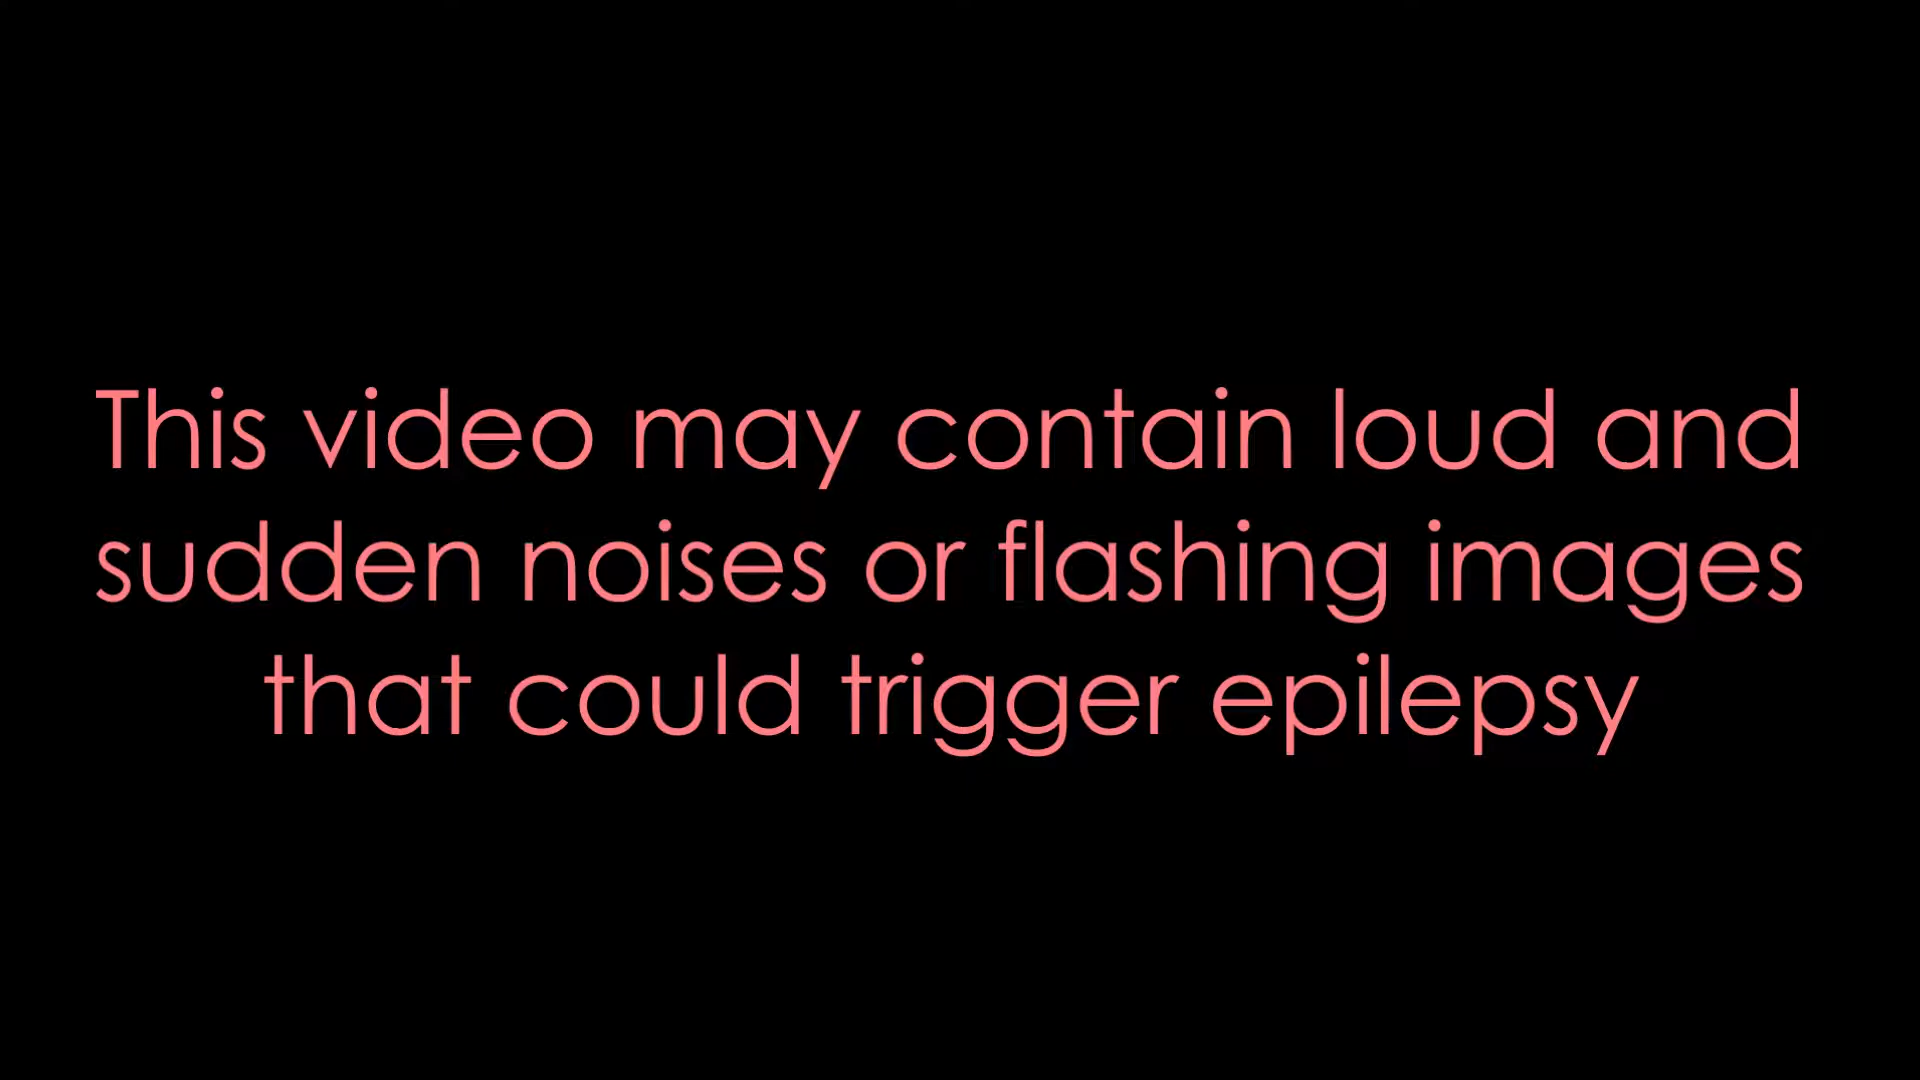 This video may contain loud and
sudden noises or flashing images
that could trigger epilepsy